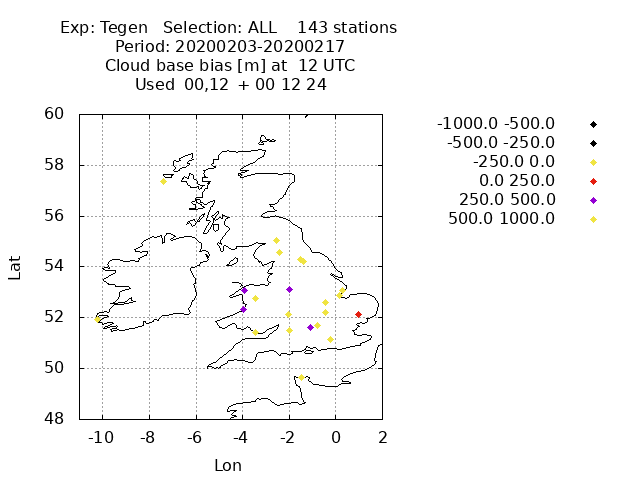 Exp: Tegen   Selection: ALL    143 stations
Period: 20200203-20200217
Cloud base bias [m] at  12 UTC
Used  00,12  + 00 12 24
-1000.0 -500.0
-500.0 -250.0
-250.0 0.0
0.0 250.0
250.0 500.0
500.0 1000.0
60
58
56
54
52
50
48
Lat
-10 -8 -6 -4 -2 0 2
Lon